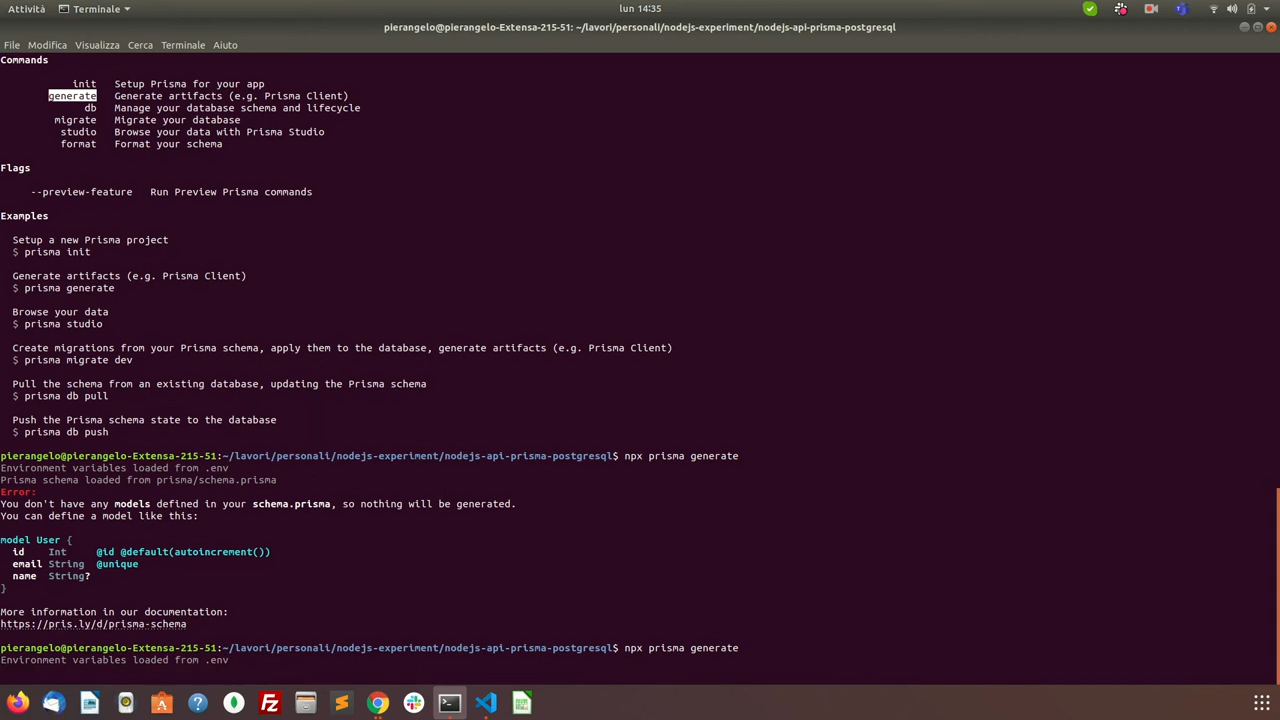 Attività
Terminale
lun 14:35
pierangelo@pierangelo-Extensa-215-51: ~/lavori/personali/nodejs-experiment/nodejs-api-prisma-postgresql
File Modifica Visualizza Cerca Terminale Aiuto
Commands
init Setup Prisma for your app
generate Generate artifacts (e.g. Prisma Client)
db Manage your database schema and lifecycle
migrate Migrate your database
studio Browse your data with Prisma Studio
format Format your schema
Flags
--preview-feature Run Preview Prisma commands
Examples
Setup a new Prisma project
$ prisma init
Generate artifacts (e.g. Prisma Client)
$ prisma generate
Browse your data
$ prisma studio
Create migrations from your Prisma schema, apply them to the database, generate artifacts (e.g. Prisma Client)
$ prisma migrate dev
Pull the schema from an existing database, updating the Prisma schema
$ prisma db pull
Push the Prisma schema state to the database
$ prisma db push
pierangelo@pierangelo-Extensa-215-51:~/lavori/personali/nodejs-experiment/nodejs-api-prisma-postgresql$ npx prisma generate
Environment variables loaded from .env
Prisma schema loaded from prisma/schema.prisma
Error:
You don't have any models defined in your schema.prisma, so nothing will be generated.
You can define a model like this:
model User {
id Int @id @default(autoincrement())
email String @unique
name String?
}
More information in our documentation:
https://pris.ly/d/prisma-schema
pierangelo@pierangelo-Extensa-215-51:~/lavori/personali/nodejs-experiment/nodejs-api-prisma-postgresql$ npx prisma generate
Environment variables loaded from .env